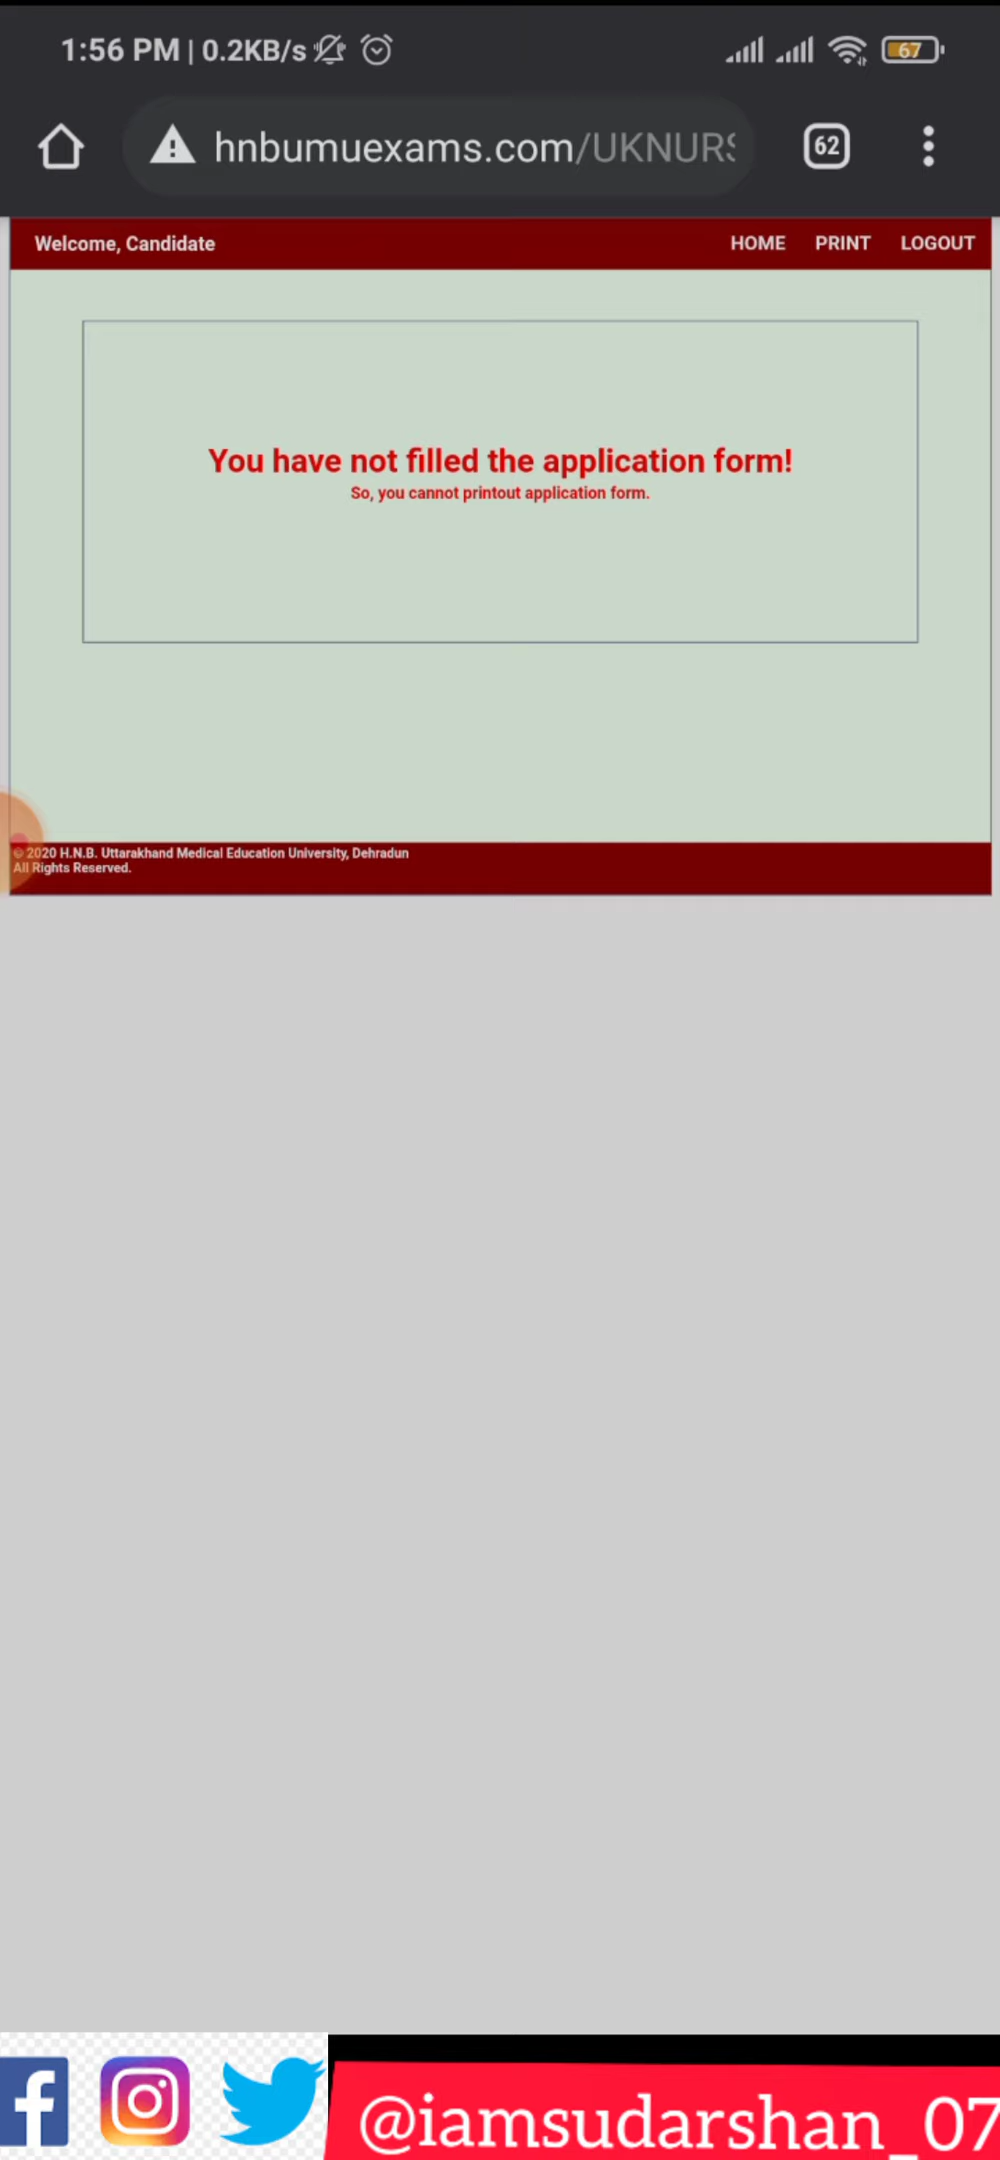 1:56 PM | 0.2KB/s 67
hnbumuexams.com/UKNURS
62
Welcome, Candidate HOME PRINT LOGOUT
You have not filled the application form!
So, you cannot printout application form.
© 2020 H.N.B. Uttarakhand Medical Education University, Dehradun
All Rights Reserved.
@iamsudarshan_07